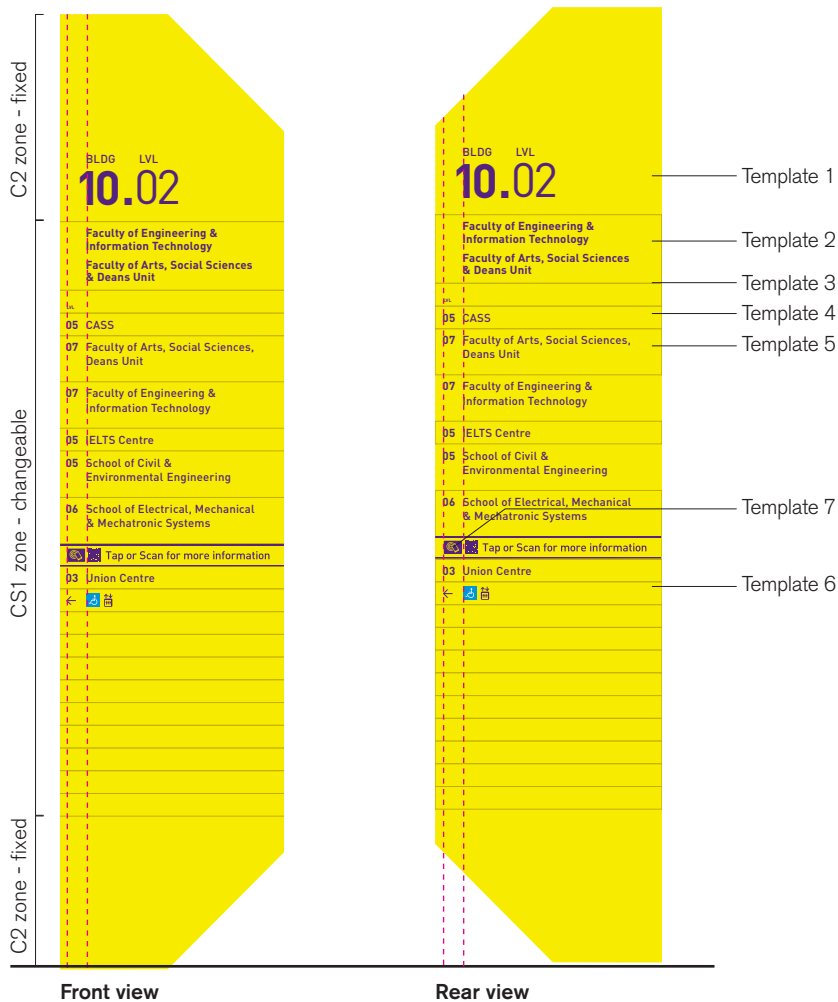 C2 zone - fixed
CS1 zone - changeable
C2 zone - fixed
BLDG LVL
10.02
Faculty of Engineering &
Information Technology
Faculty of Arts, Social Sciences
& Deans Unit
LVL
05 CASS
07 Faculty of Arts, Social Sciences,
Deans Unit
07 Faculty of Engineering &
Information Technology
05 IELTS Centre
05 School of Civil &
Environmental Engineering
06 School of Electrical, Mechanical
& Mechatronic Systems
Tap or Scan for more information
03 Union Centre
Front view
BLDG LVL
10.02
Faculty of Engineering &
Information Technology
Faculty of Arts, Social Sciences
& Deans Unit
LVL
05 CASS
07 Faculty of Arts, Social Sciences,
Deans Unit
07 Faculty of Engineering &
Information Technology
05 IELTS Centre
05 School of Civil &
Environmental Engineering
06 School of Electrical, Mechanical
& Mechatronic Systems
Tap or Scan for more information
03 Union Centre
Rear view
Template 1
Template 2
Template 3
Template 4
Template 5
Template 7
Template 6